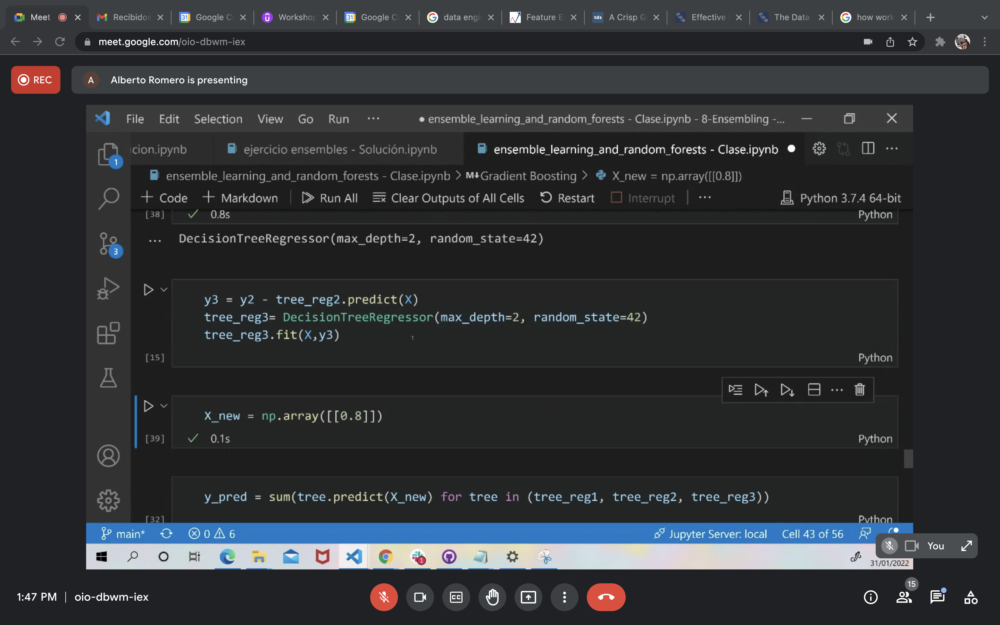 Meet Recibidos Google Ca Workshop Google Ca data engi Feature E tds A Crisp G Effective The Data how work
meet.google.com/oio-dbwm-iex
REC A Alberto Romero is presenting
File Edit Selection View Go Run ··· ● ensemble_learning_and_random_forests - Clase.ipynb - 8-Ensembling -...
1 icion.ipynb ejercicio ensembles - Solución.ipynb ensemble_learning_and_random_forests - Clase.ipynb ●
ensemble_learning_and_random_forests - Clase.ipynb > M↓Gradient Boosting > X_new = np.array([[0.8]])
+ Code + Markdown Run All Clear Outputs of All Cells Restart Interrupt ··· Python 3.7.4 64-bit
[38] ✓ 0.8s Python
... DecisionTreeRegressor(max_depth=2, random_state=42)
3
y3 = y2 - tree_reg2.predict(X)
tree_reg3= DecisionTreeRegressor(max_depth=2, random_state=42)
tree_reg3.fit(X,y3)
[15] Python
X_new = np.array([[0.8]])
[39] ✓ 0.1s Python
y_pred = sum(tree.predict(X_new) for tree in (tree_reg1, tree_reg2, tree_reg3))
[32] Python
main* 0 6 Jupyter Server: local Cell 43 of 56
You
1 31/01/2022
1:47 PM | oio-dbwm-iex CC 15